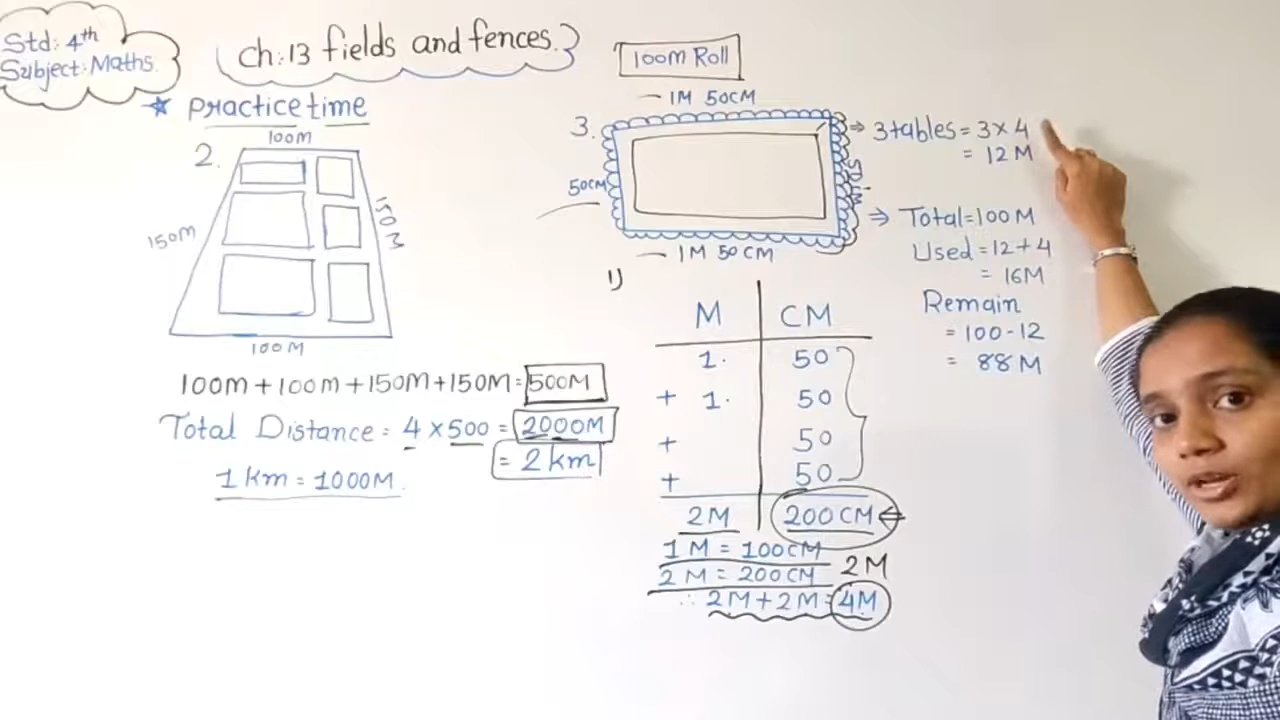 Std: 4th
Subject: Maths.
ch:13 fields and fences.
100m Roll
★ Practice time
2.
100M
150M
150M
100M
100m + 100m + 150M + 150M = 500M
Total Distance = 4 × 500 = 2000M
= 2 km
1 km = 1000M.
3.
1M 50CM
50CM
50CM
1M 50CM
⇒ 3 tables = 3 × 4
= 12 M
⇒ Total = 100 M
Used = 12 + 4
= 16M
Remain
= 100 - 12
= 88 M
1)
M CM
1. 50
+ 1. 50
+ 50
+ 50
2M 200 CM
1 M = 100 CM
2 M = 200 CM 2M
∴ 2M + 2M = 4M